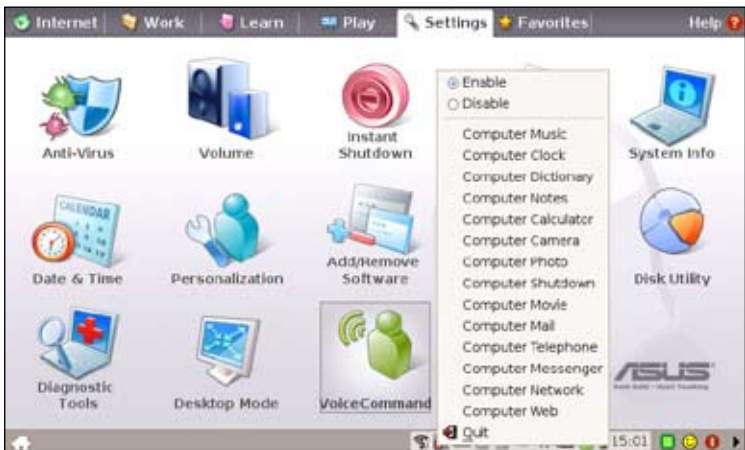 Internet Work Learn Play Settings Favorites Help
Anti-Virus
Volume
Instant
Shutdown
System Info
Date & Time
Personalization
Add/Remove
Software
Disk Utility
Diagnostic
Tools
Desktop Mode
VoiceCommand
Enable
Disable
Computer Music
Computer Clock
Computer Dictionary
Computer Notes
Computer Calculator
Computer Camera
Computer Photo
Computer Shutdown
Computer Movie
Computer Mail
Computer Telephone
Computer Messenger
Computer Network
Computer Web
Quit
CALENDAR
ASUS
15:01